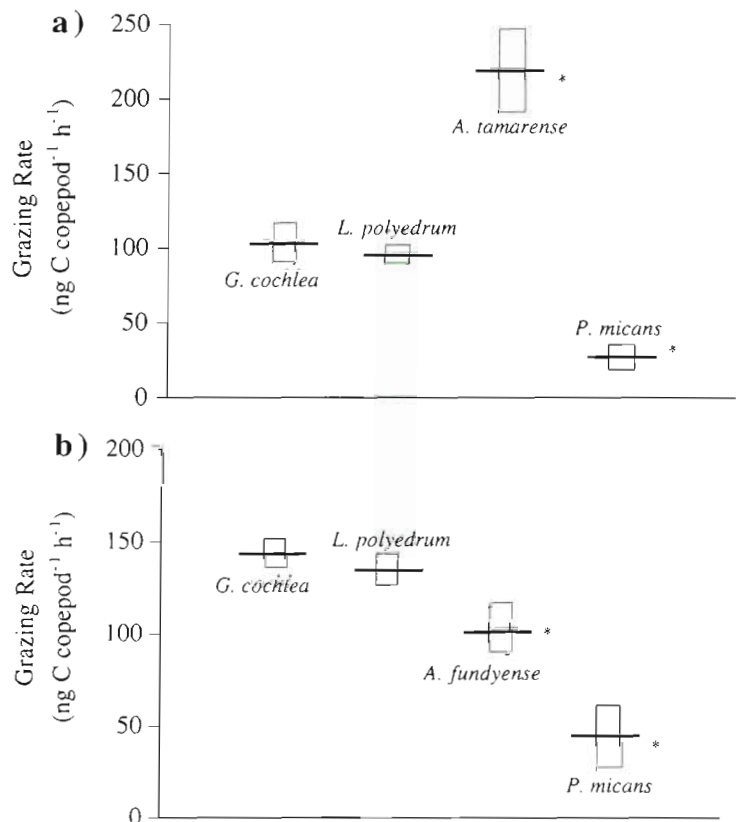 a)
250
200
150
100
50
0
Grazing Rate
(ng C copepod⁻¹ h⁻¹)
G. cochlea
L. polyedrum
A. tamarense
*
P. micans
*
b)
200
150
100
50
0
Grazing Rate
(ng C copepod⁻¹ h⁻¹)
G. cochlea
L. polyedrum
A. fundyense
*
P. micans
*